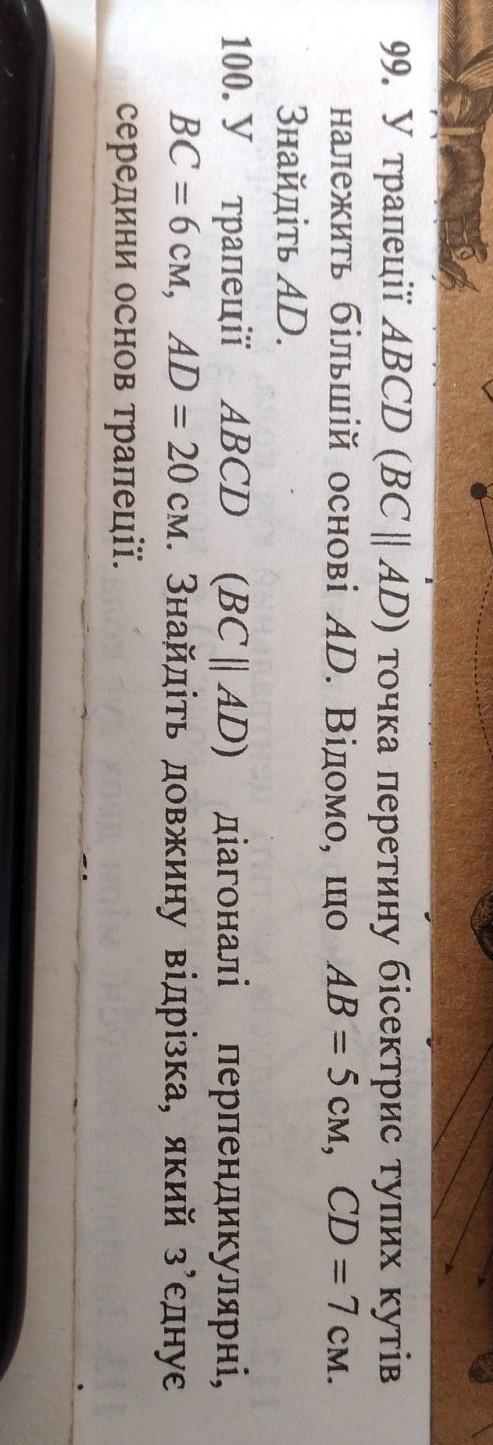 99. У трапеції ABCD (BC || AD) точка перетину бісектрис тупих кутів
належить більшій основі AD. Відомо, що AB = 5 см, CD = 7 см.
Знайдіть AD.
100. У трапеції ABCD (BC || AD) діагоналі перпендикулярні,
BC = 6 см, AD = 20 см. Знайдіть довжину відрізка, який з'єднує
середини основ трапеції.